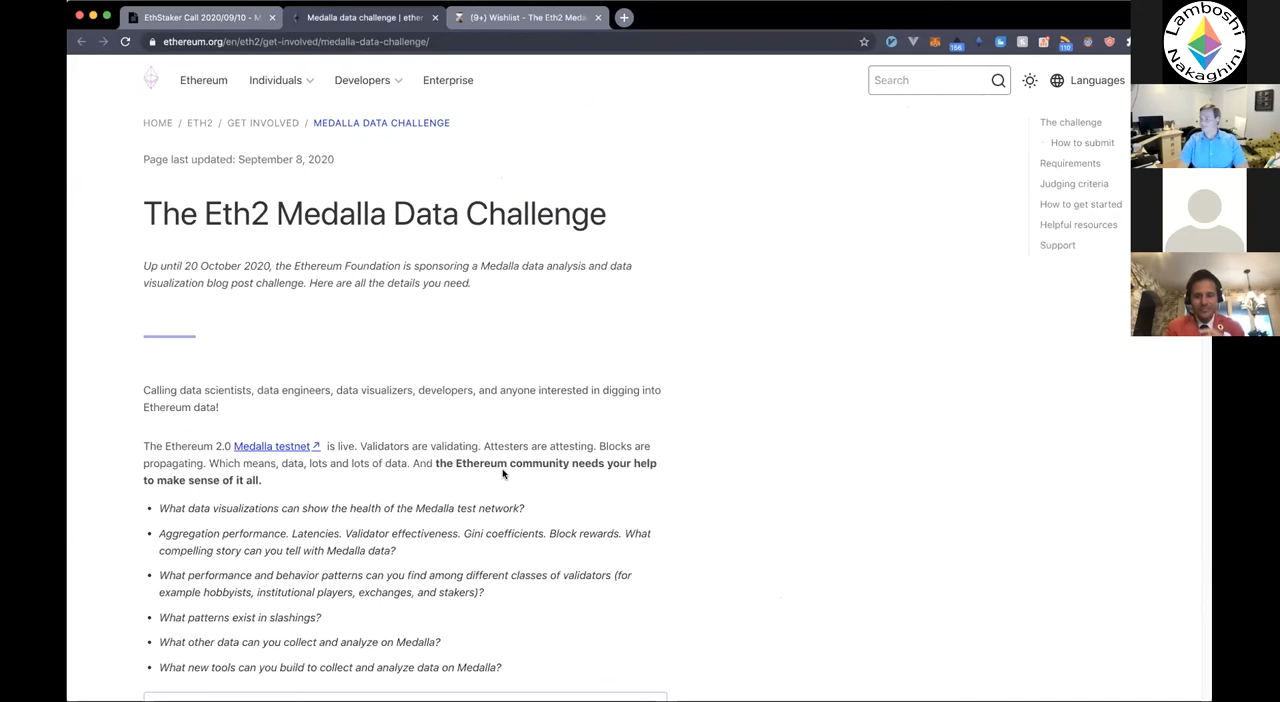 EthStaker Call 2020/09/10 - M
Medalla data challenge | ether
(9+) Wishlist - The Eth2 Meda
ethereum.org/en/eth2/get-involved/medalla-data-challenge/
166
110
Ethereum Individuals Developers Enterprise
Search
Languages
HOME / ETH2 / GET INVOLVED / MEDALLA DATA CHALLENGE
Page last updated: September 8, 2020
The Eth2 Medalla Data Challenge
Up until 20 October 2020, the Ethereum Foundation is sponsoring a Medalla data analysis and data
visualization blog post challenge. Here are all the details you need.
Calling data scientists, data engineers, data visualizers, developers, and anyone interested in digging into
Ethereum data!
The Ethereum 2.0 Medalla testnet is live. Validators are validating. Attesters are attesting. Blocks are
propagating. Which means, data, lots and lots of data. And the Ethereum community needs your help
to make sense of it all.
• What data visualizations can show the health of the Medalla test network?
• Aggregation performance. Latencies. Validator effectiveness. Gini coefficients. Block rewards. What
compelling story can you tell with Medalla data?
• What performance and behavior patterns can you find among different classes of validators (for
example hobbyists, institutional players, exchanges, and stakers)?
• What patterns exist in slashings?
• What other data can you collect and analyze on Medalla?
• What new tools can you build to collect and analyze data on Medalla?
The challenge
How to submit
Requirements
Judging criteria
How to get started
Helpful resources
Support
Lamboshi
Nakaghini